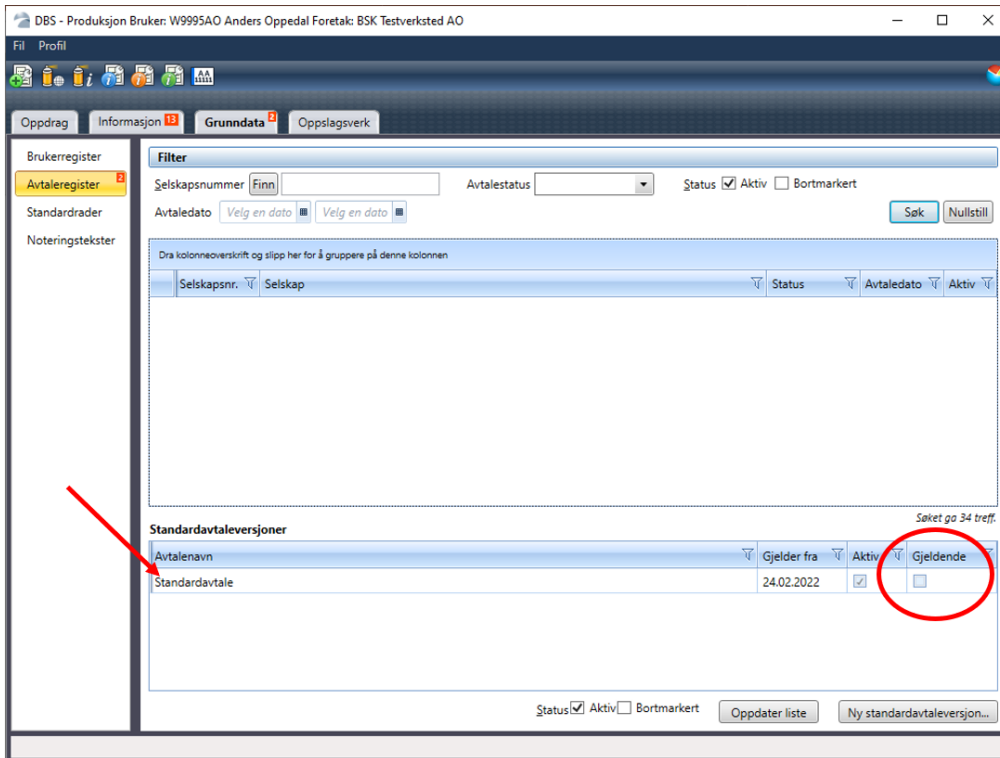 DBS - Produksjon Bruker: W9995AO Anders Oppedal Foretak: BSK Testverksted AO
Fil Profil
AA
Oppdrag Informasjon 13 Grunndata 2 Oppslagsverk
Brukerregister
Avtaleregister 2
Standardrader
Noteringstekster
Filter
Selskapsnummer Finn Avtalestatus Status Aktiv Bortmarkert
Avtaledato Velg en dato Velg en dato Søk Nullstill
Dra kolonneoverskrift og slipp her for å gruppere på denne kolonnen
Selskapsnr. Selskap Status Avtaledato Aktiv
Søket ga 34 treff.
Standardavtaleversjoner
Avtalenavn Gjelder fra Aktiv Gjeldende
Standardavtale 24.02.2022
Status Aktiv Bortmarkert Oppdater liste Ny standardavtaleversjon...